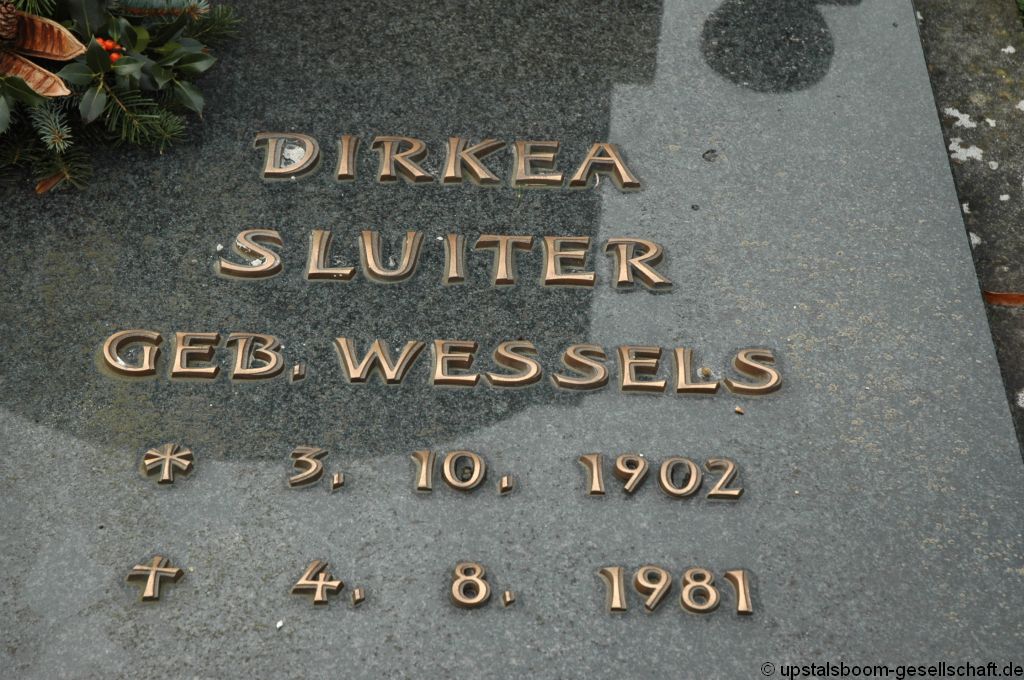 DIRKEA
SLUITER
GEB. WESSELS
* 3. 10. 1902
† 4. 8. 1981
© upstalsboom-gesellschaft.de